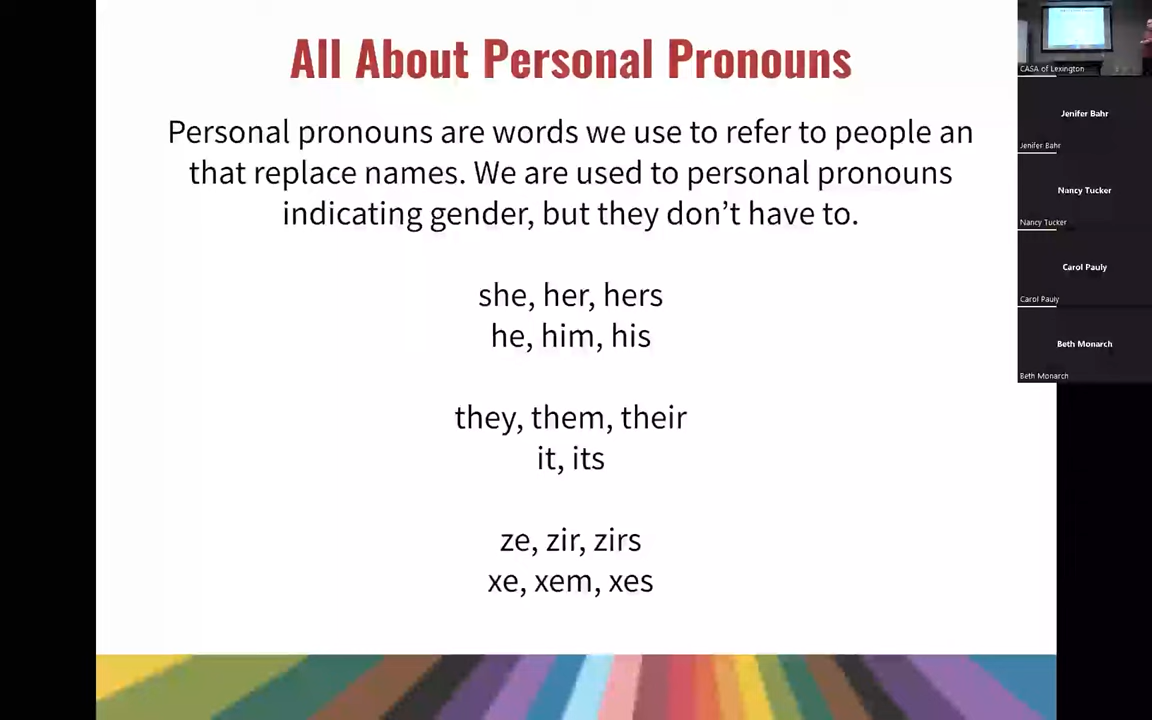 All About Personal Pronouns
Personal pronouns are words we use to refer to people an
that replace names. We are used to personal pronouns
indicating gender, but they don't have to.
she, her, hers
he, him, his
they, them, their
it, its
ze, zir, zirs
xe, xem, xes
CASA of Lexington
Jenifer Bahr
Jenifer Bahr
Nancy Tucker
Nancy Tucker
Carol Pauly
Carol Pauly
Beth Monarch
Beth Monarch